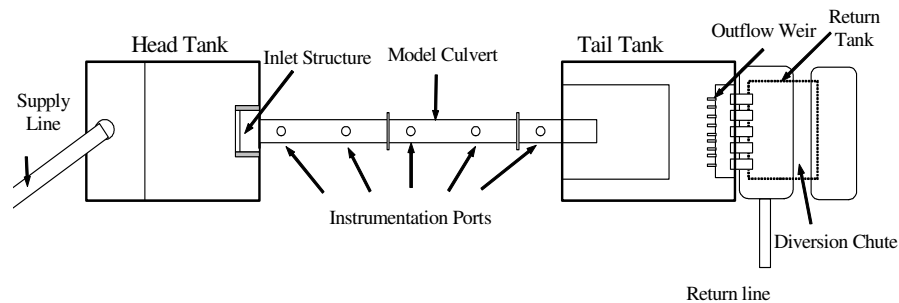 Head Tank
Inlet Structure
Model Culvert
Tail Tank
Outflow Weir
Return
Tank
Supply
Line
Instrumentation Ports
Diversion Chute
Return line